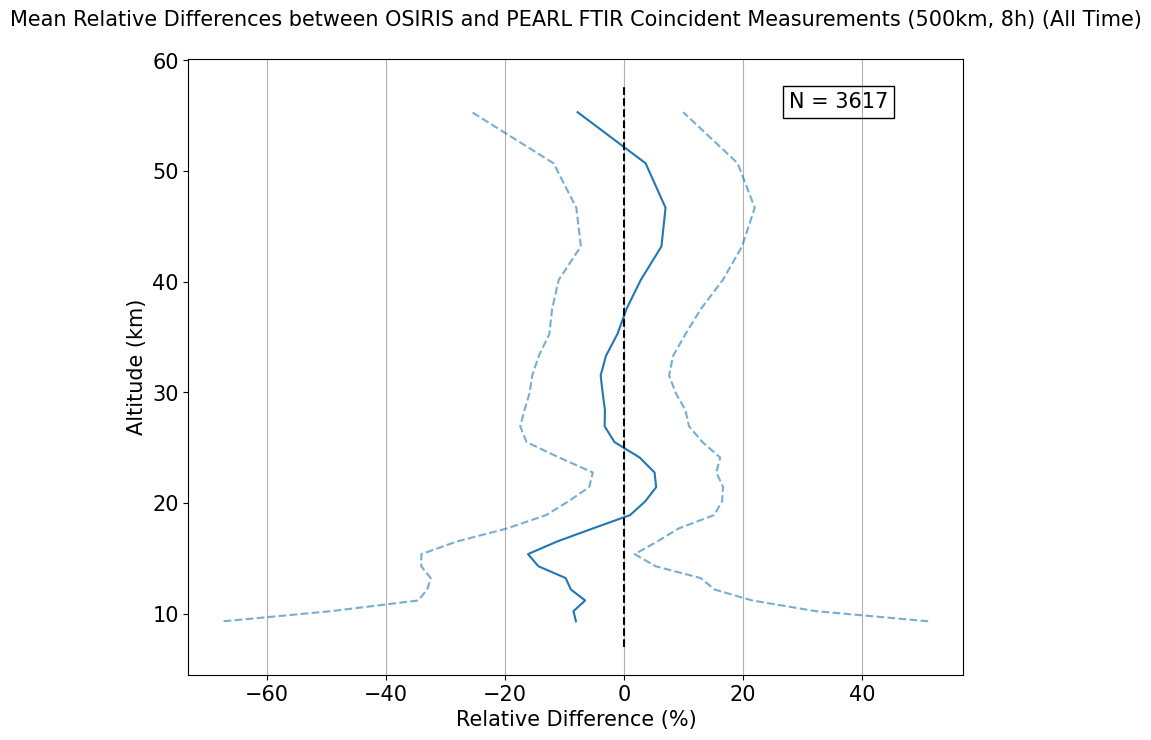 Mean Relative Differences between OSIRIS and PEARL FTIR Coincident Measurements (500km, 8h) (All Time)
60
N = 3617
50
40
Altitude (km)
30
20
10
−60 −40 −20 0 20 40
Relative Difference (%)